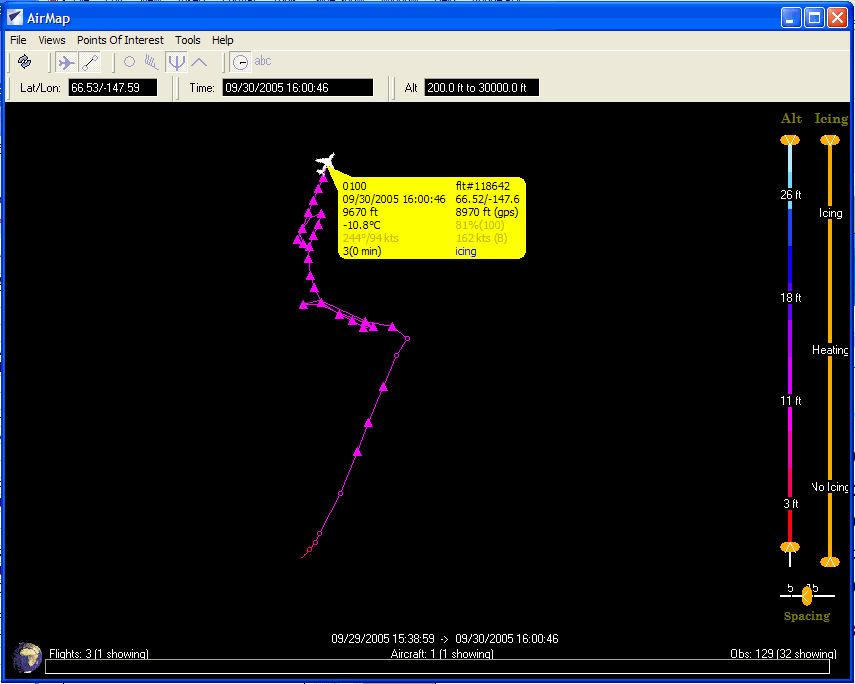 AirMap
File Views Points Of Interest Tools Help
abc
Lat/Lon: 66.53/-147.59 Time: 09/30/2005 16:00:46 Alt 200.0 ft to 30000.0 ft
Alt Icing
0100 flt#118642
09/30/2005 16:00:46 66.52/-147.6
9670 ft 8970 ft (gps)
-10.8°C 81%(100)
244°/94 kts 162 kts (B)
3(0 min) icing
26 ft
Icing
18 ft
Heating
11 ft
No Icing
3 ft
5 15
Spacing
09/29/2005 15:38:59 -> 09/30/2005 16:00:46
Flights: 3 (1 showing) Aircraft: 1 (1 showing) Obs: 129 (32 showing)